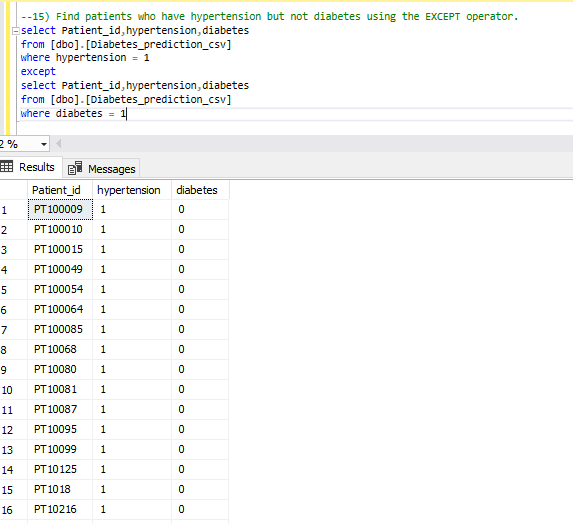 --15) Find patients who have hypertension but not diabetes using the EXCEPT operator.
select Patient_id,hypertension,diabetes
from [dbo].[Diabetes_prediction_csv]
where hypertension = 1
except
select Patient_id,hypertension,diabetes
from [dbo].[Diabetes_prediction_csv]
where diabetes = 1
2 %
Results Messages
Patient_id hypertension diabetes
1 PT100009 1 0
2 PT100010 1 0
3 PT100015 1 0
4 PT100049 1 0
5 PT100054 1 0
6 PT100064 1 0
7 PT100085 1 0
8 PT10068 1 0
9 PT10080 1 0
10 PT10081 1 0
11 PT10087 1 0
12 PT10095 1 0
13 PT10099 1 0
14 PT10125 1 0
15 PT1018 1 0
16 PT10216 1 0